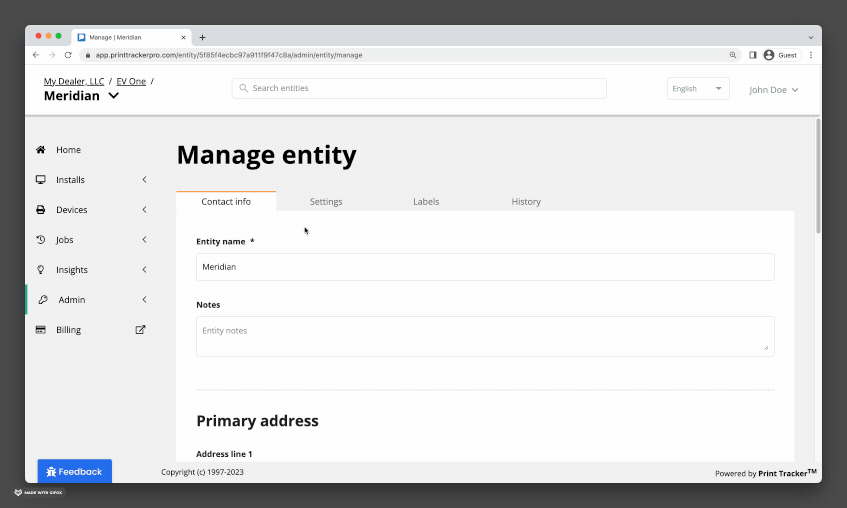 Manage | Meridian
app.printtrackerpro.com/entity/5f85f4ecbc97a911f9f47c8a/admin/entity/manage
Guest
My Dealer, LLC / EV One /
Meridian
Search entities
English
John Doe
Home
Installs
Devices
Jobs
Insights
Admin
Billing
Manage entity
Contact info
Settings
Labels
History
Entity name *
Meridian
Notes
Entity notes
Primary address
Address line 1
Feedback
Copyright (c) 1997-2023
Powered by Print Tracker™
MADE WITH GIFOX